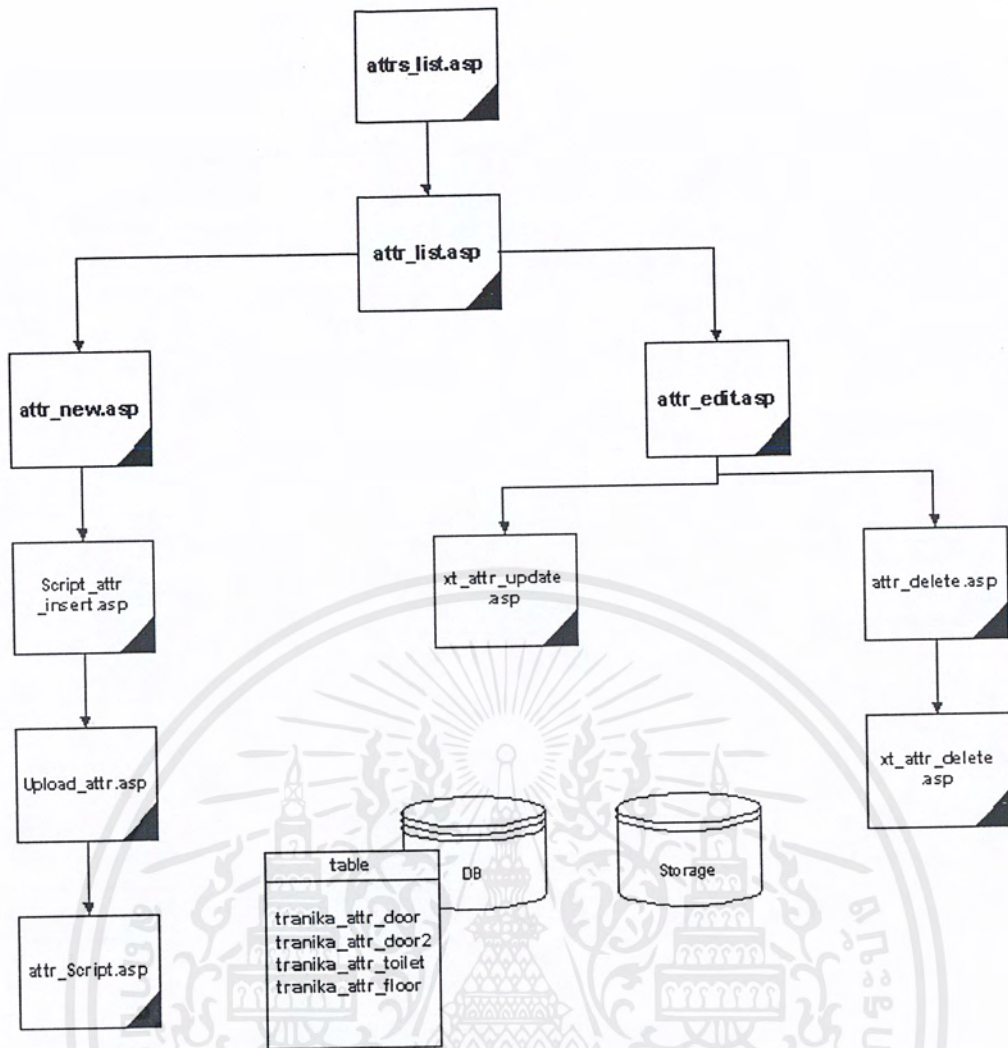 attrs_list.asp
attr_list.asp
attr_new.asp
attr_edit.asp
Script_attr
_insert.asp
xt_attr_update
.asp
attr_delete.asp
Upload_attr.asp
xt_attr_delete
.asp
table
DB
Storage
tranika_attr_door
tranika_attr_door2
tranika_attr_toilet
tranika_attr_floor
attr_Script.asp